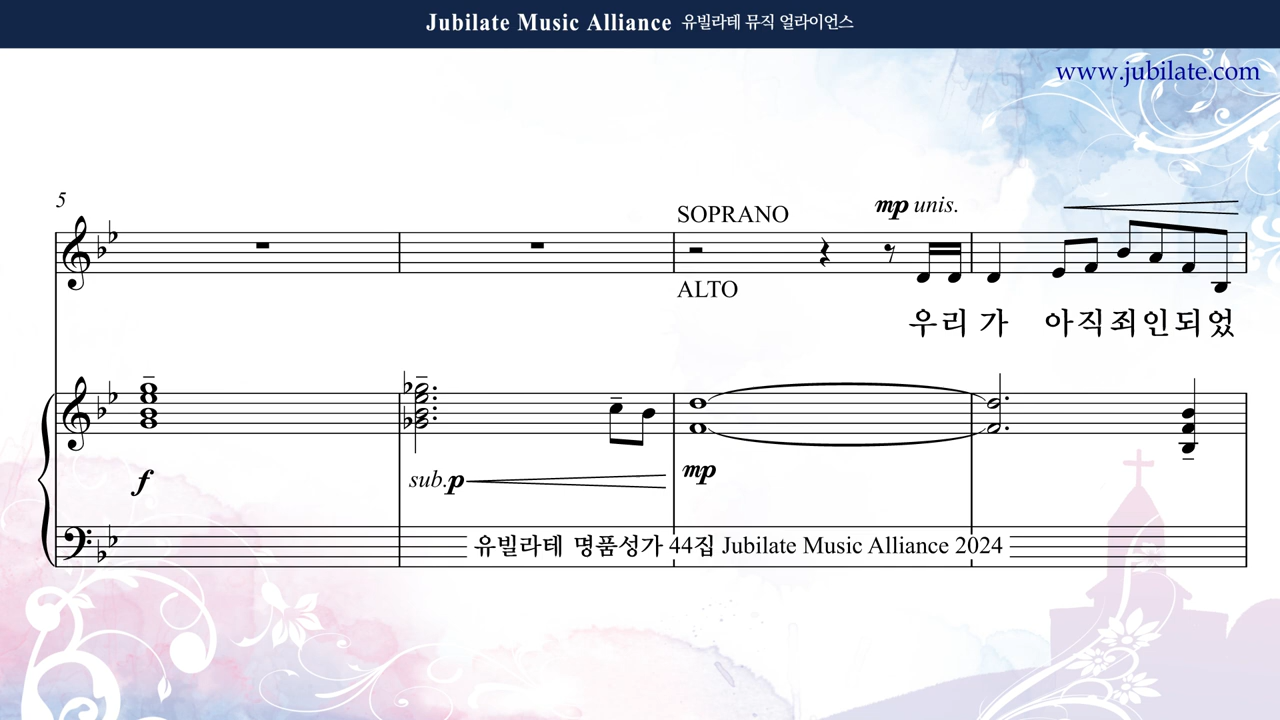 Jubilate Music Alliance 유빌라테 뮤직 얼라이언스
www.jubilate.com
5
SOPRANO
mp unis.
ALTO
우리 가 아직죄인되었
f
sub.p
mp
유빌라테 명품성가 44집 Jubilate Music Alliance 2024